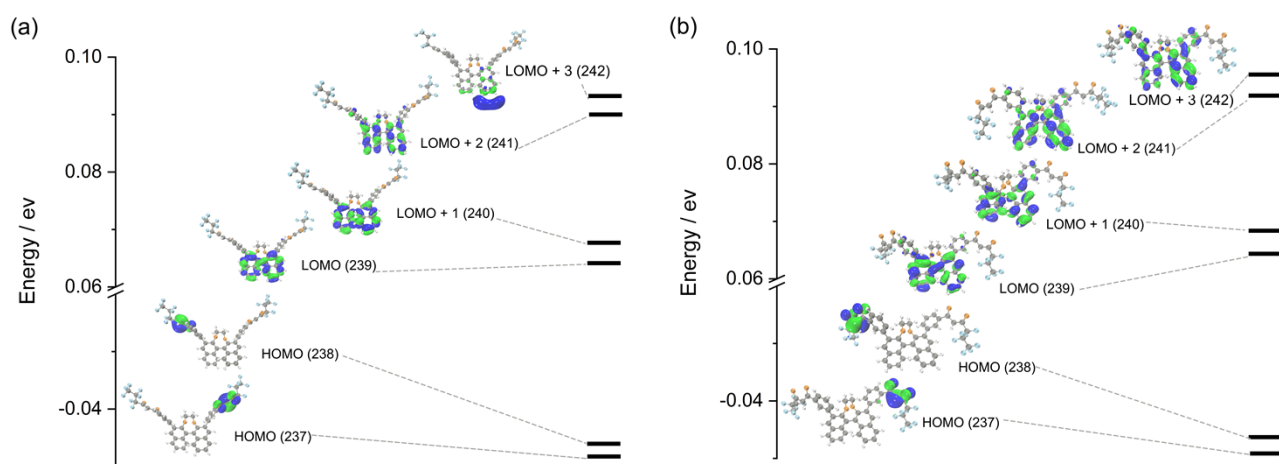 (a)
Energy / ev
0.10
0.08
0.06
-0.04
LOMO + 3 (242)
LOMO + 2 (241)
LOMO + 1 (240)
LOMO (239)
HOMO (238)
HOMO (237)
(b)
Energy / ev
0.10
0.08
0.06
-0.04
LOMO + 3 (242)
LOMO + 2 (241)
LOMO + 1 (240)
LOMO (239)
HOMO (238)
HOMO (237)